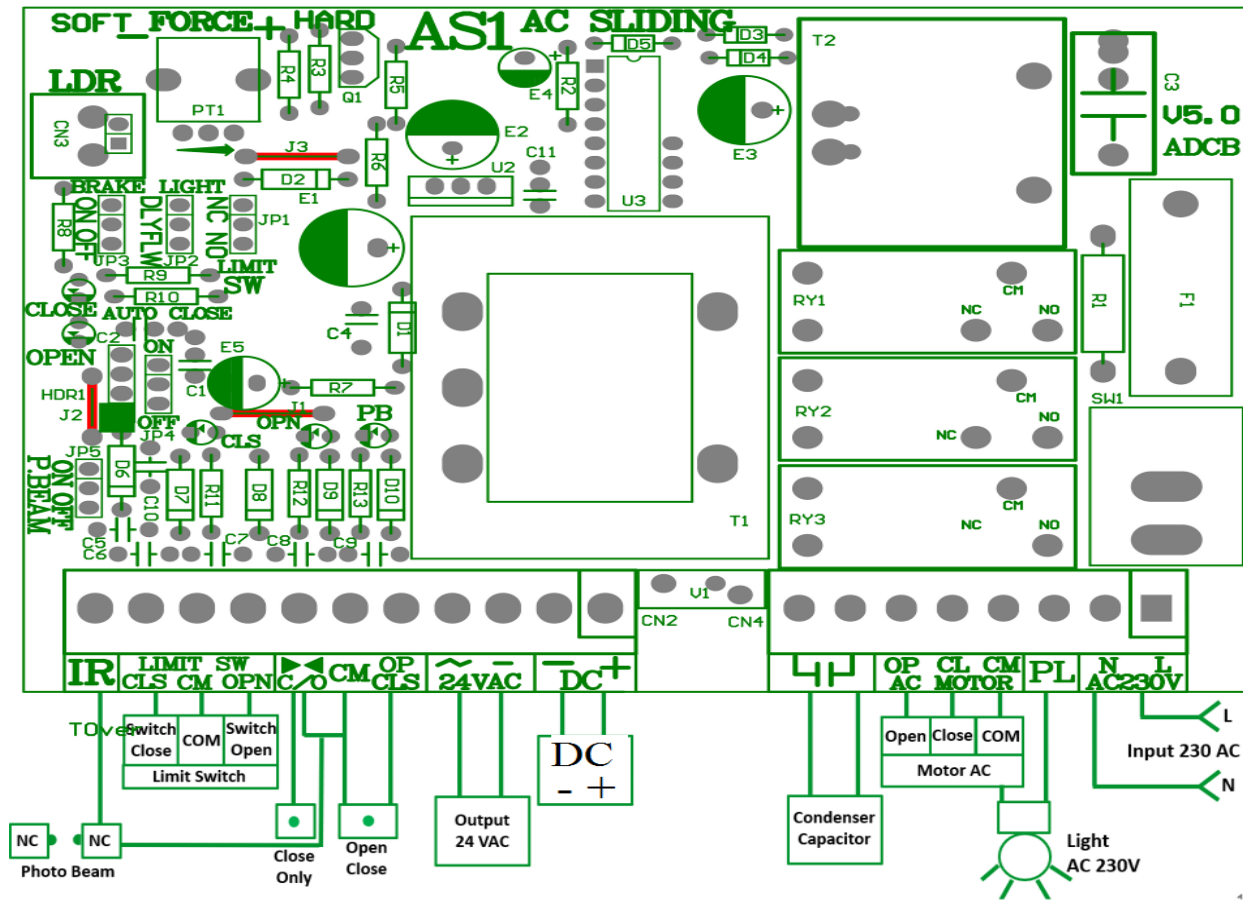 SOFT _ FORCE + HARD
AS1 AC SLIDING
LDR
CN3
PT1
R4
R3
Q1
R5
E4
R2
D5
D3
D4
T2
C3
V5.0
ADCB
J3
D2
E1
R6
E2
U2
C11
U3
E3
BRAKE
ON OFF
JP3
LIGHT
DLY FLW
JP2
NC NO
JP1
LIMIT
SW
R8
R9
R10
CLOSE
AUTO CLOSE
C2
OPEN
ON
OFF
HDR1
J2
JP4
C1
E5
C4
D1
R7
J1
CLS
OPN
PB
JP5
ON OFF
P.BEAM
D6
C10
D7
R11
D8
R12
D9
R13
D10
C5
C6
C7
C8
C9
T1
RY1
NC
CM
NO
RY2
NC
CM
NO
RY3
NC
CM
NO
R1
F1
SW1
CN2
V1
CN4
IR
LIMIT SW
CLS CM OPN
C/O
CM
OP
CLS
~ −
24VAC
− +
DC
OP CL CM
AC MOTOR
PL
N L
AC230V
TOver
Switch
Close
COM
Switch
Open
Limit Switch
DC
- +
Output
24 VAC
NC
NC
Photo Beam
Close
Only
Open
Close
Condenser
Capacitor
Open
Close
COM
Motor AC
Light
AC 230V
L
Input 230 AC
N